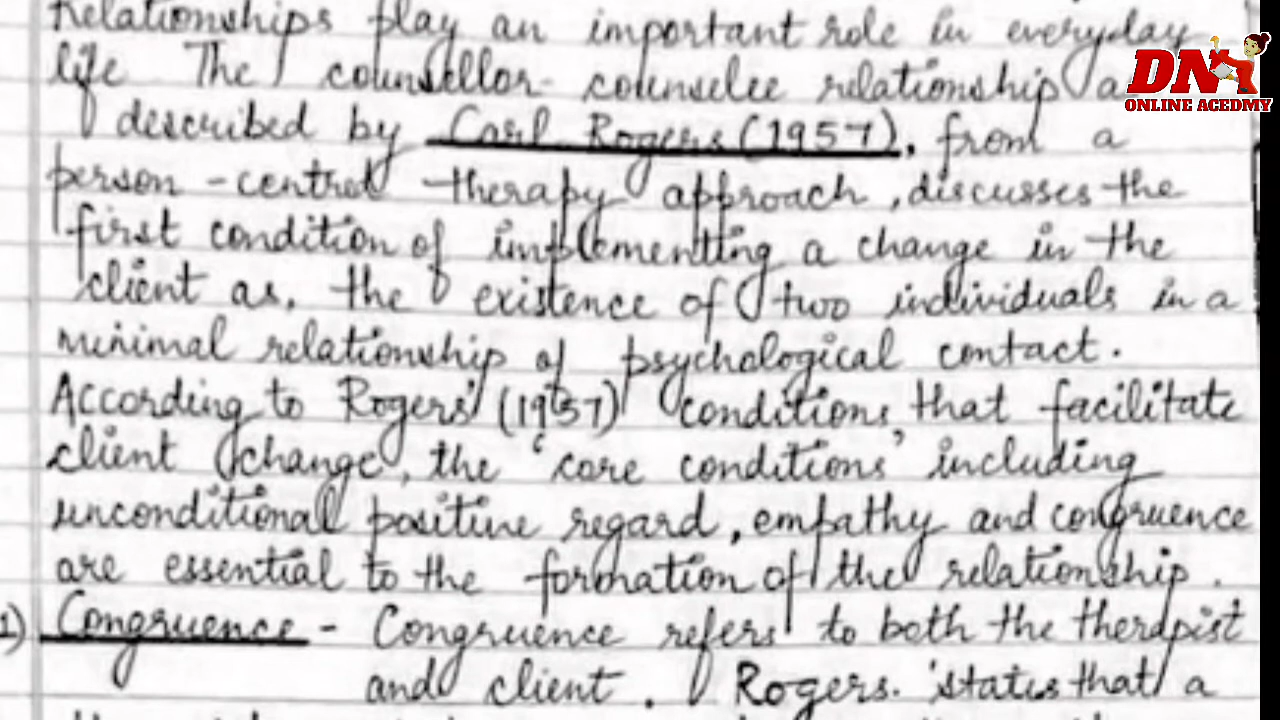 Relationships play an important role in everyday
life The counsellor- counselee relationship a
described by Carl Rogers (1957), from a
person -centred therapy approach, discusses the
first condition of implementing a change in the
client as, the existence of two individuals in a
minimal relationship of psychological contact.
According to Rogers' (1957) conditions that facilitate
client change, the 'core conditions' including
unconditional positive regard, empathy and congruence
are essential to the formation of the relationship.
1) Congruence - Congruence refers to both the therapist
and client. Rogers. states that a
DN
ONLINE ACEDMY